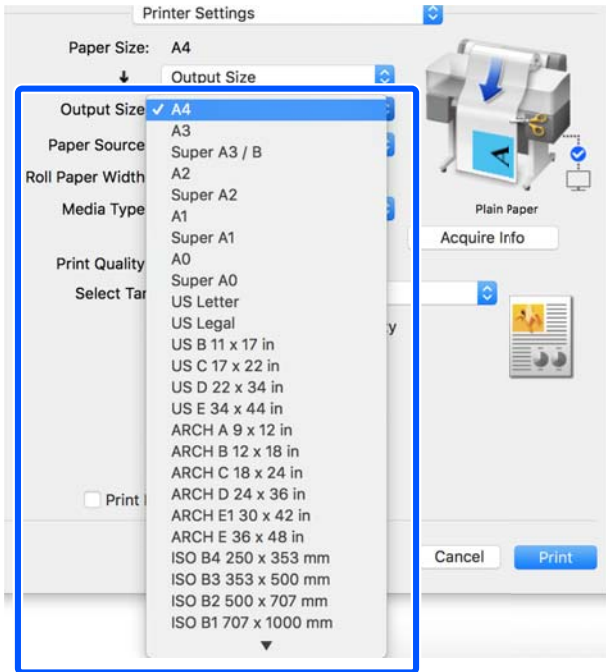 Printer Settings
Paper Size: A4
Output Size
Output Size ✓ A4
Paper Source
Roll Paper Width
Media Type
Print Quality
Select Tar
Print
A3
Super A3 / B
A2
Super A2
A1
Super A1
A0
Super A0
US Letter
US Legal
US B 11 x 17 in
US C 17 x 22 in
US D 22 x 34 in
US E 34 x 44 in
ARCH A 9 x 12 in
ARCH B 12 x 18 in
ARCH C 18 x 24 in
ARCH D 24 x 36 in
ARCH E1 30 x 42 in
ARCH E 36 x 48 in
ISO B4 250 x 353 mm
ISO B3 353 x 500 mm
ISO B2 500 x 707 mm
ISO B1 707 x 1000 mm
A
Plain Paper
Acquire Info
y
Cancel
Print